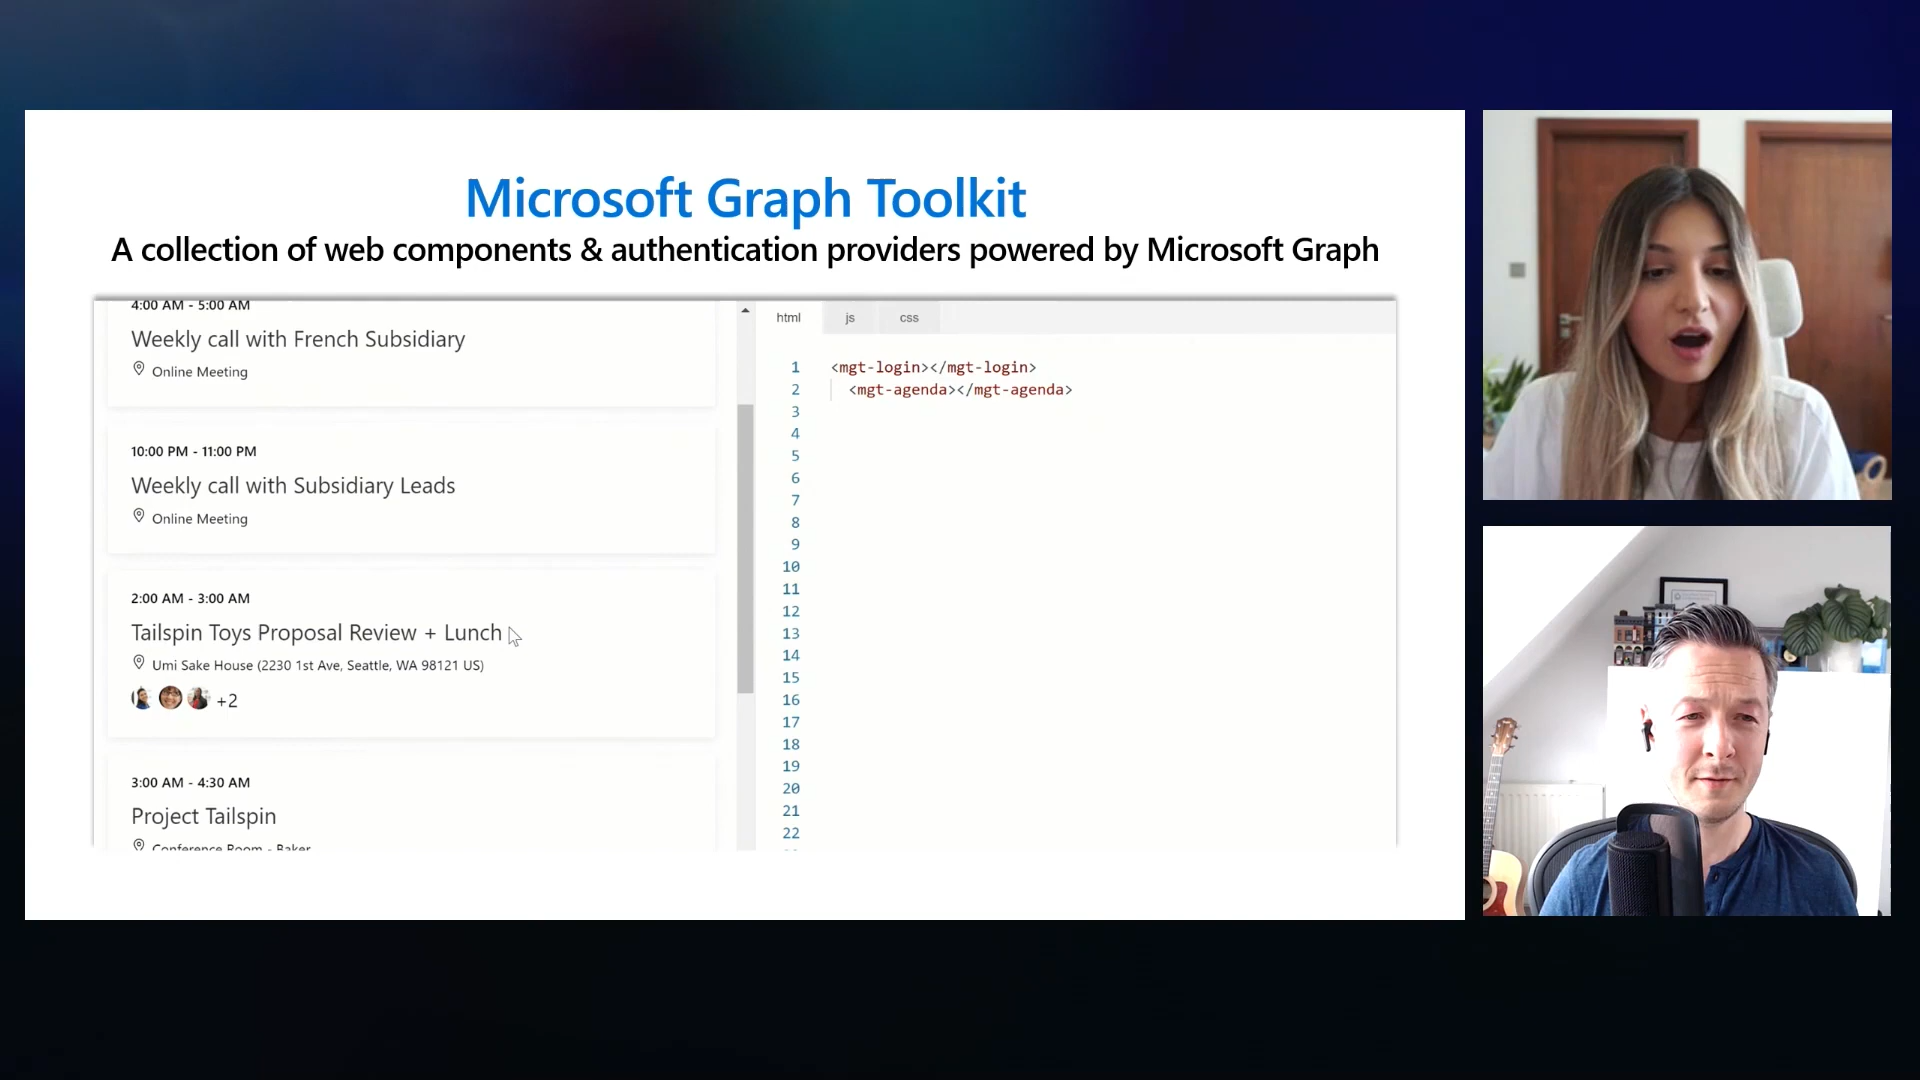 Microsoft Graph Toolkit
A collection of web components & authentication providers powered by Microsoft Graph
4:00 AM - 5:00 AM
Weekly call with French Subsidiary
Online Meeting
10:00 PM - 11:00 PM
Weekly call with Subsidiary Leads
Online Meeting
2:00 AM - 3:00 AM
Tailspin Toys Proposal Review + Lunch
Umi Sake House (2230 1st Ave, Seattle, WA 98121 US)
+2
3:00 AM - 4:30 AM
Project Tailspin
Conference Room - Baker
html js css
1 <mgt-login></mgt-login>
2 <mgt-agenda></mgt-agenda>
3
4
5
6
7
8
9
10
11
12
13
14
15
16
17
18
19
20
21
22